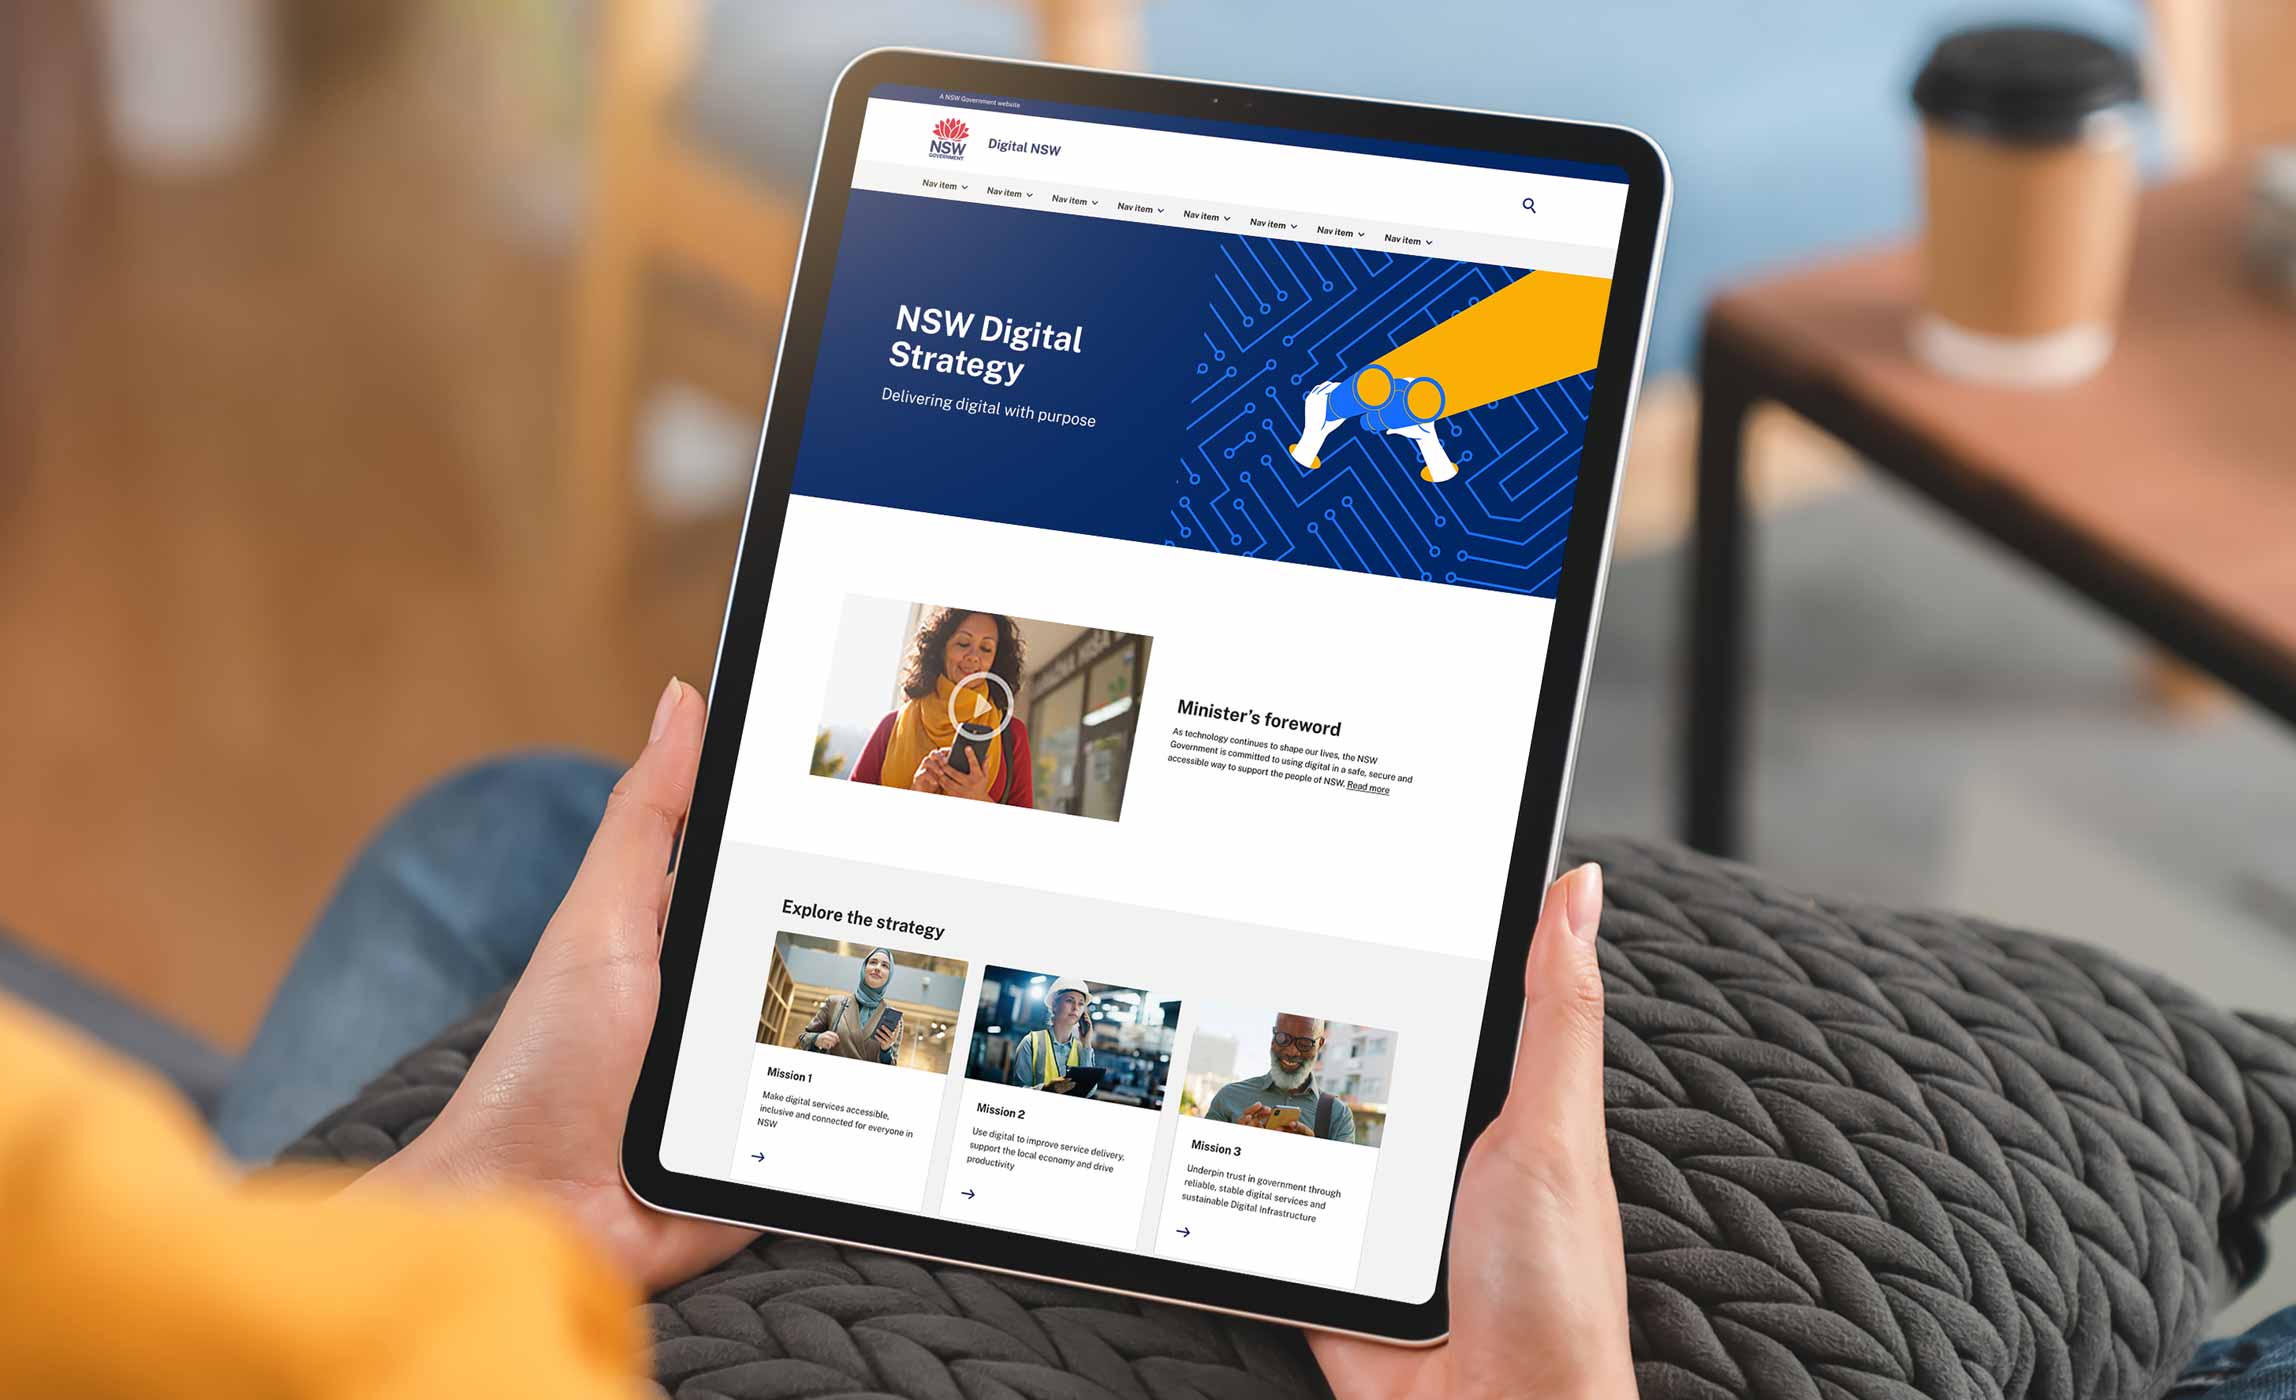 A NSW Government website
NSW
GOVERNMENT
Digital NSW
Nav item
Nav item
Nav item
Nav item
Nav item
Nav item
Nav item
Nav item
NSW Digital
Strategy
Delivering digital with purpose
Minister's foreword
As technology continues to shape our lives, the NSW
Government is committed to using digital in a safe, secure and
accessible way to support the people of NSW. Read more
Explore the strategy
Mission 1
Make digital services accessible,
inclusive and connected for everyone in
NSW
Mission 2
Use digital to improve service delivery,
support the local economy and drive
productivity
Mission 3
Underpin trust in government through
reliable, stable digital services and
sustainable Digital Infrastructure